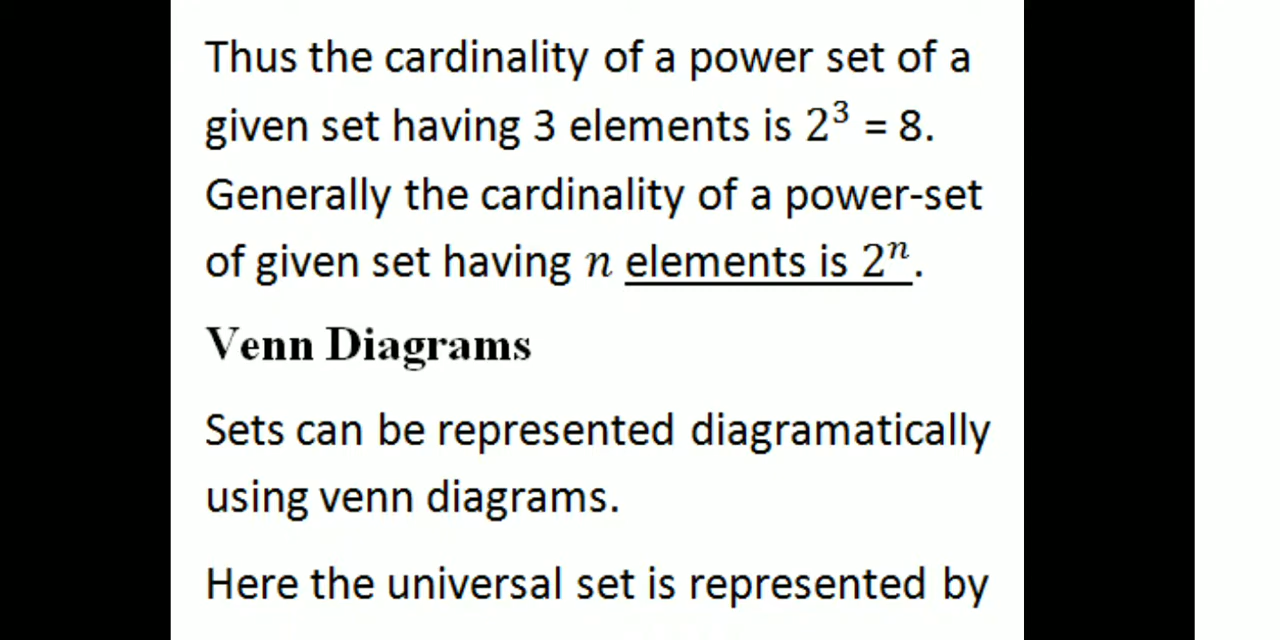 Thus the cardinality of a power set of a
given set having 3 elements is 2³ = 8.
Generally the cardinality of a power-set
of given set having n elements is 2ⁿ.
Venn Diagrams
Sets can be represented diagramatically
using venn diagrams.
Here the universal set is represented by